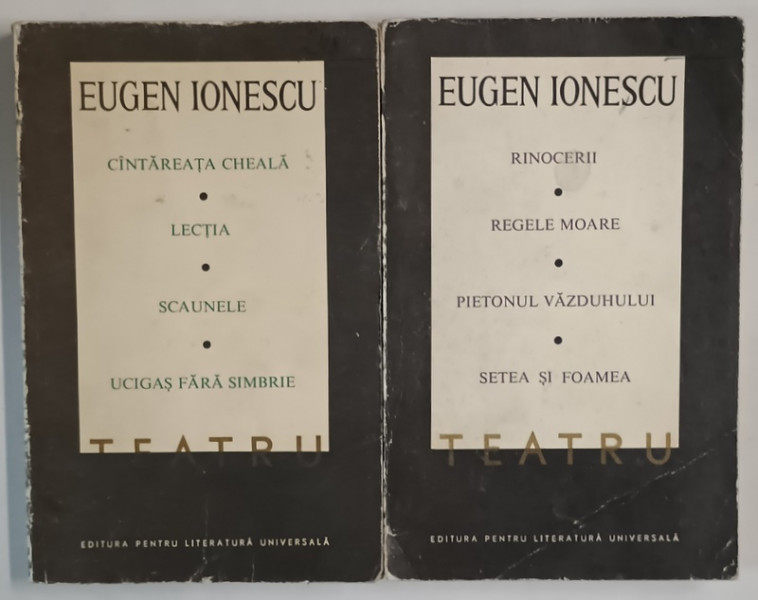 EUGEN IONESCU
CÎNTĂREAȚA CHEALĂ
LECȚIA
SCAUNELE
UCIGAȘ FĂRĂ SIMBRIE
TEATRU
EDITURA PENTRU LITERATURĂ UNIVERSALĂ
EUGEN IONESCU
RINOCERII
REGELE MOARE
PIETONUL VĂZDUHULUI
SETEA ȘI FOAMEA
TEATRU
EDITURA PENTRU LITERATURĂ UNIVERSALĂ